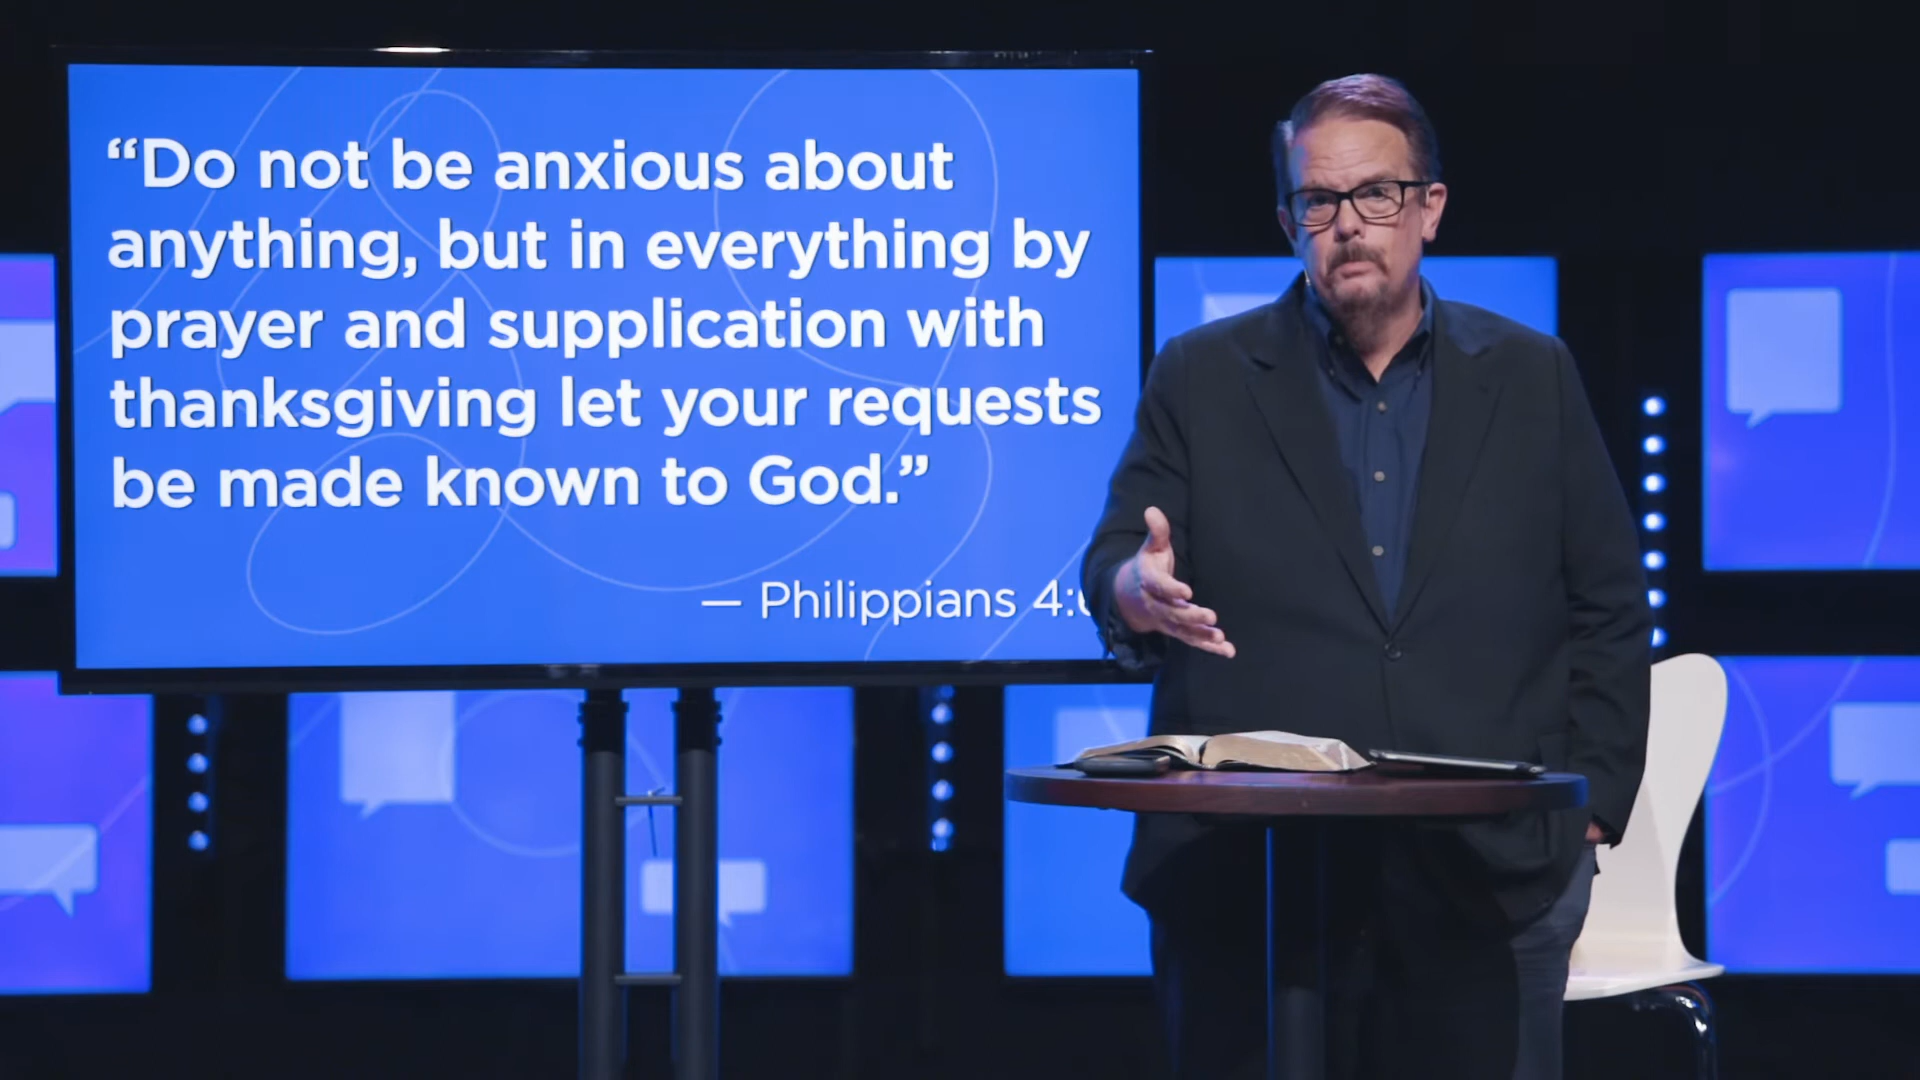 “Do not be anxious about
anything, but in everything by
prayer and supplication with
thanksgiving let your requests
be made known to God.”
— Philippians 4: